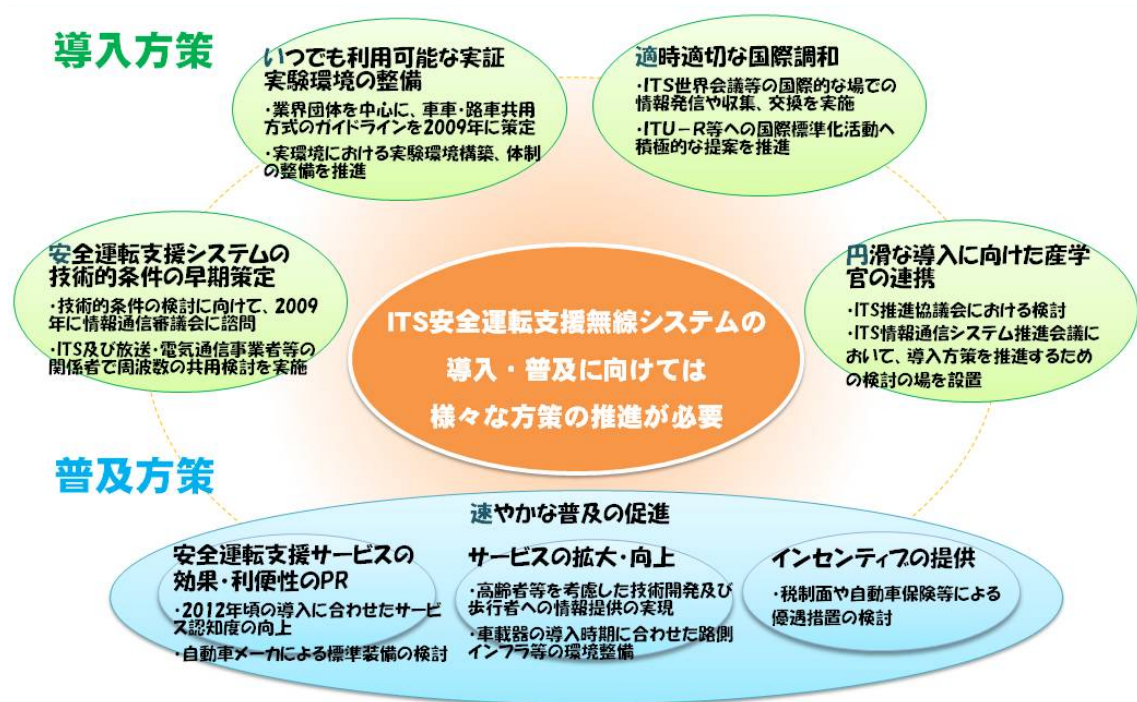 導入方策
いつでも利用可能な実証
実験環境の整備
・業界団体を中心に、車車・路車共用
方式のガイドラインを2009年に策定
・実環境における実験環境構築、体制
の整備を推進
適時適切な国際調和
・ITS世界会議等の国際的な場での
情報発信や収集、交換を実施
・ITU－R等への国際標準化活動へ
積極的な提案を推進
安全運転支援システムの
技術的条件の早期策定
・技術的条件の検討に向けて、2009
年に情報通信審議会に諮問
・ITS及び放送・電気通信事業者等の
関係者で周波数の共用検討を実施
円滑な導入に向けた産学
官の連携
・ITS推進協議会における検討
・ITS情報通信システム推進会議に
おいて、導入方策を推進するため
の検討の場を設置
ITS安全運転支援無線システムの
導入・普及に向けては
様々な方策の推進が必要
普及方策
速やかな普及の促進
安全運転支援サービスの
効果・利便性のPR
・2012年頃の導入に合わせたサービ
ス認知度の向上
・自動車メーカによる標準装備の検討
サービスの拡大・向上
・高齢者等を考慮した技術開発及び
歩行者への情報提供の実現
・車載器の導入時期に合わせた路側
インフラ等の環境整備
インセンティブの提供
・税制面や自動車保険等による
優遇措置の検討